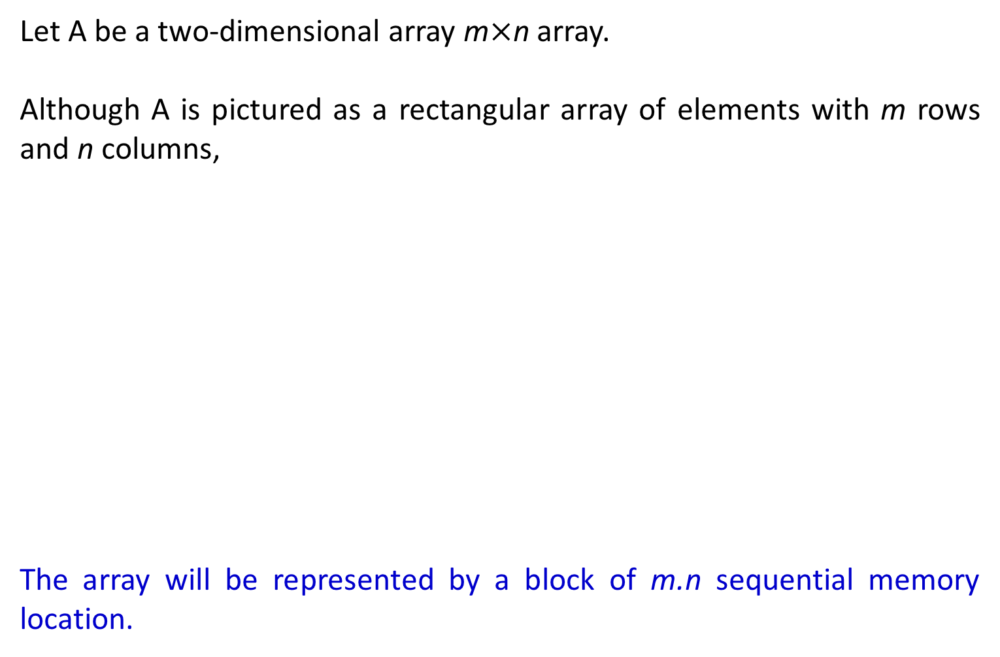 Let A be a two-dimensional array m×n array.
Although A is pictured as a rectangular array of elements with m rows
and n columns,
The array will be represented by a block of m.n sequential memory
location.